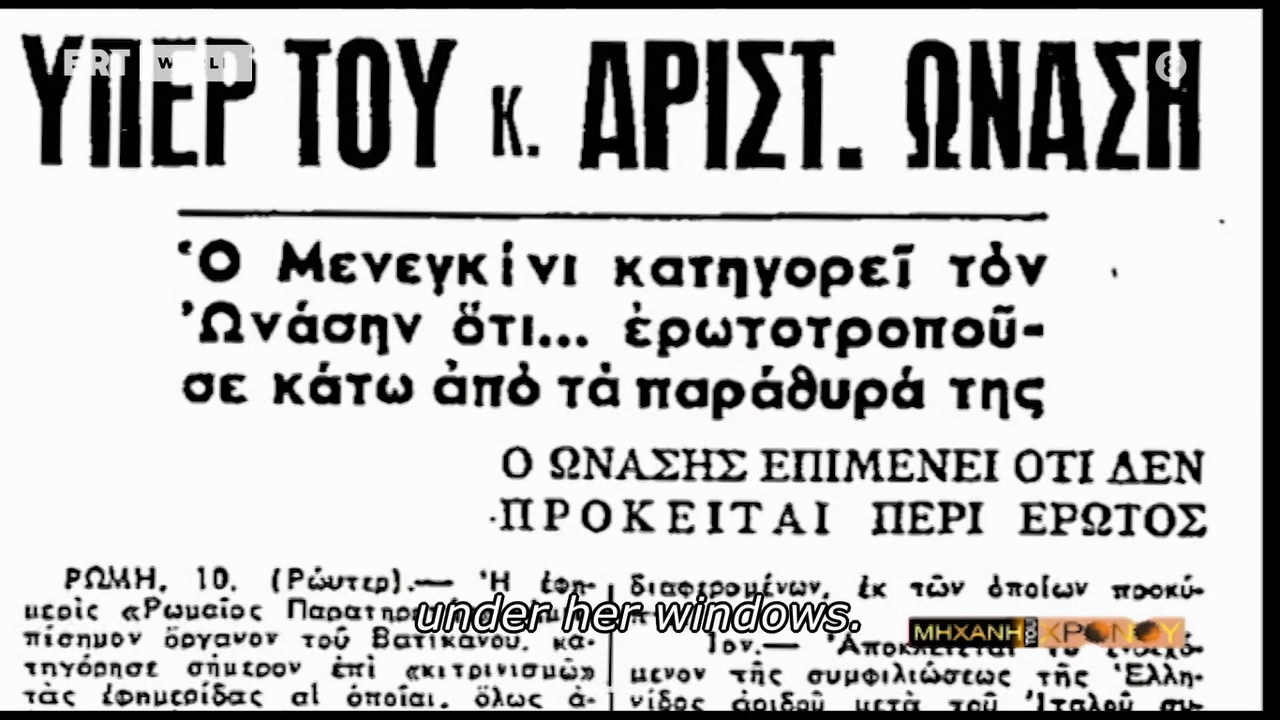 ERT WORLD
8
ΥΠΕΡ ΤΟΥ κ. ΑΡΙΣΤ. ΩΝΑΣΗ
Ὁ Μενεγκίνι κατηγορεῖ τὸν
Ὠνάσην ὅτι... ἐρωτοτροποῦ-
σε κάτω ἀπὸ τὰ παράθυρά της
Ο ΩΝΑΣΗΣ ΕΠΙΜΕΝΕΙ ΟΤΙ ΔΕΝ
ΠΡΟΚΕΙΤΑΙ ΠΕΡΙ ΕΡΩΤΟΣ
ΡΩΜΗ, 10. (Ρώυτερ).— Ἡ ἐφη-
μερὶς «Ρωμαῖος
πίσημον ὄργανον τοῦ Βατικανου, κα-
τηγόρησε σήμερον ἐπὶ «κιτρινισμῶ»
τὰς ἐφημερίδας αἱ ὁποῖαι, ὅλως ἀ-
διαφερομένων, ἐκ τῶν ὁποίων προκύ-
1ον.—
μενον τῆς συμφιλιώσεως τῆς Ἑλλη-
νίδος ἀοιδοῦ μετὰ τοῦ Ἰταλοῦ συ-
under her windows.
ΜΗΧΑΝΗ ΤΟΥ ΧΡΟΝΟΥ